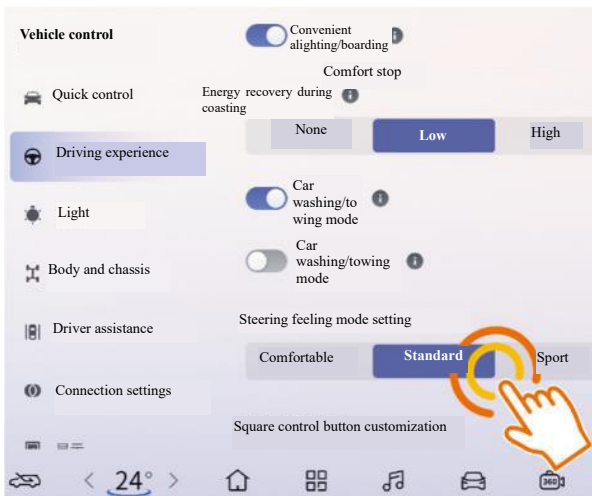 Vehicle control
Convenient
alighting/boarding
Comfort stop
Quick control
Energy recovery during
coasting
None
Low
High
Driving experience
Car
washing/to
wing mode
Light
Car
washing/towing
mode
Body and chassis
Steering feeling mode setting
Driver assistance
Comfortable
Standard
Sport
Connection settings
Square control button customization
< 24° >
360